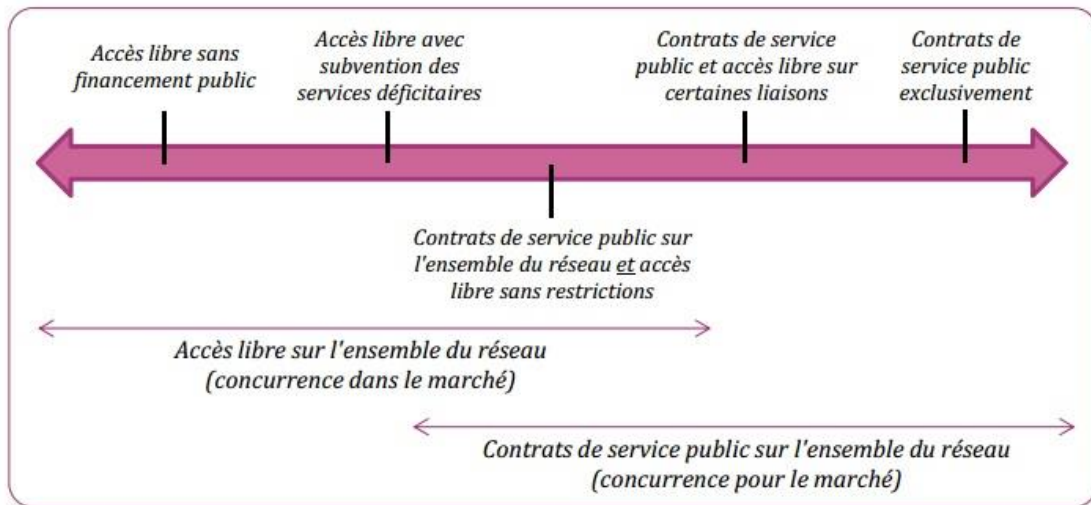 Accès libre sans
financement public
Accès libre avec
subvention des
services déficitaires
Contrats de service
public et accès libre sur
certaines liaisons
Contrats de
service public
exclusivement
Contrats de service public sur
l'ensemble du réseau et accès
libre sans restrictions
Accès libre sur l'ensemble du réseau
(concurrence dans le marché)
Contrats de service public sur l'ensemble du réseau
(concurrence pour le marché)